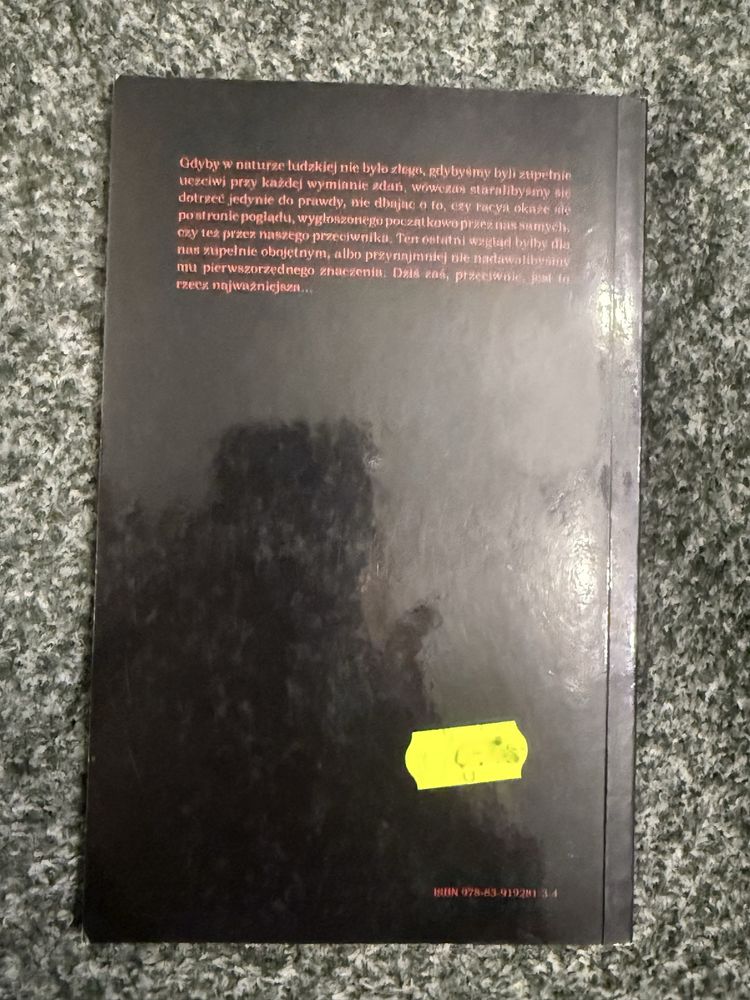 Gdyby w naturze ludzkiej nie było złego, gdybyśmy byli zupełnie
uczciwi przy każdej wymianie zdań, wówczas staralibyśmy się
dotrzeć jedynie do prawdy, nie dbając o to, czy racya okaże się
po stronie poglądu, wygłoszonego początkowo przez nas samych,
czy też przez naszego przeciwnika. Ten ostatni wzgląd byłby dla
nas zupełnie obojętnym, albo przynajmniej nie nadawalibyśmy
mu pierwszorzędnego znaczenia. Dziś zaś, przeciwnie, jest to
rzecz najważniejsza...
ISBN 978-83-919281-3-4